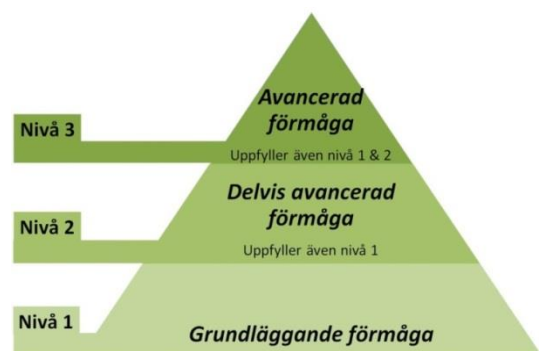 Avancerad
förmåga
Nivå 3
Uppfyller även nivå 1 & 2
Delvis avancerad
förmåga
Nivå 2
Uppfyller även nivå 1
Nivå 1
Grundläggande förmåga